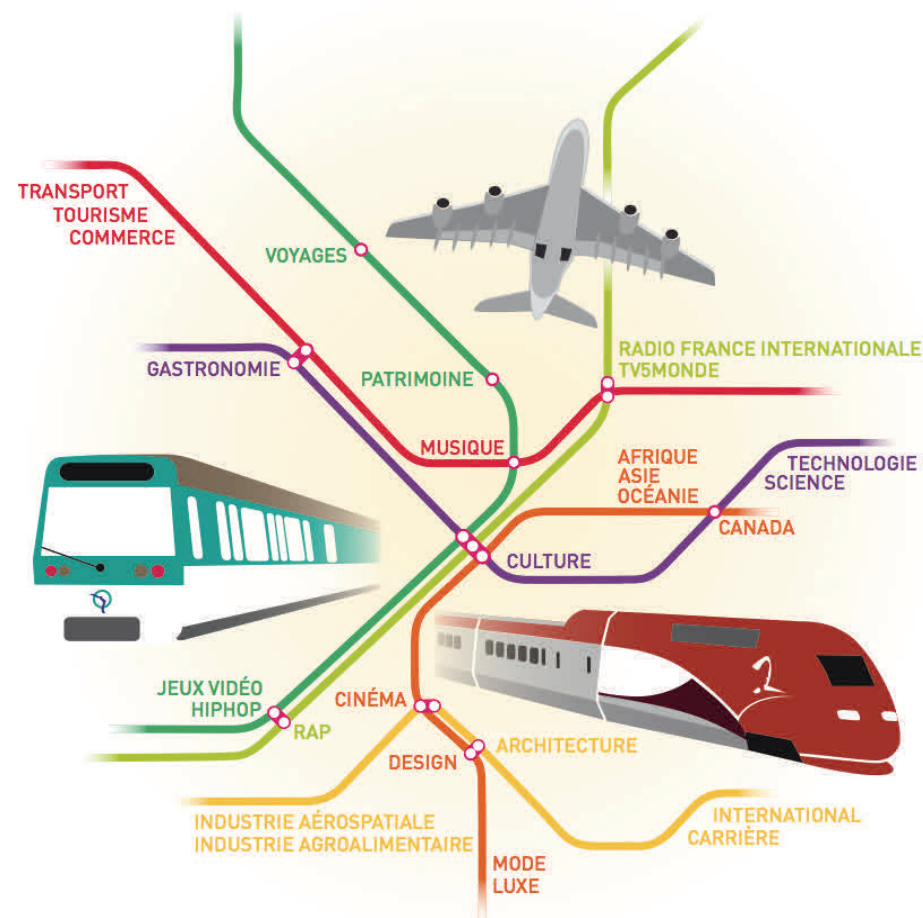 TRANSPORT
TOURISME
COMMERCE
VOYAGES
GASTRONOMIE
PATRIMOINE
RADIO FRANCE INTERNATIONALE
TV5MONDE
MUSIQUE
AFRIQUE
ASIE
OCÉANIE
TECHNOLOGIE
SCIENCE
CANADA
CULTURE
JEUX VIDÉO
HIPHOP
RAP
CINÉMA
ARCHITECTURE
DESIGN
INDUSTRIE AÉROSPATIALE
INDUSTRIE AGROALIMENTAIRE
INTERNATIONAL
CARRIÈRE
MODE
LUXE